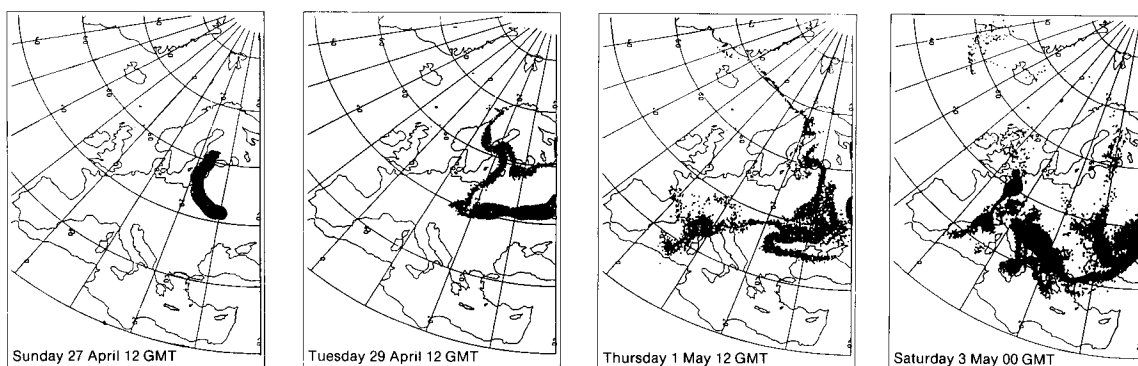 Sunday 27 April 12 GMT
Tuesday 29 April 12 GMT
Thursday 1 May 12 GMT
Saturday 3 May 00 GMT